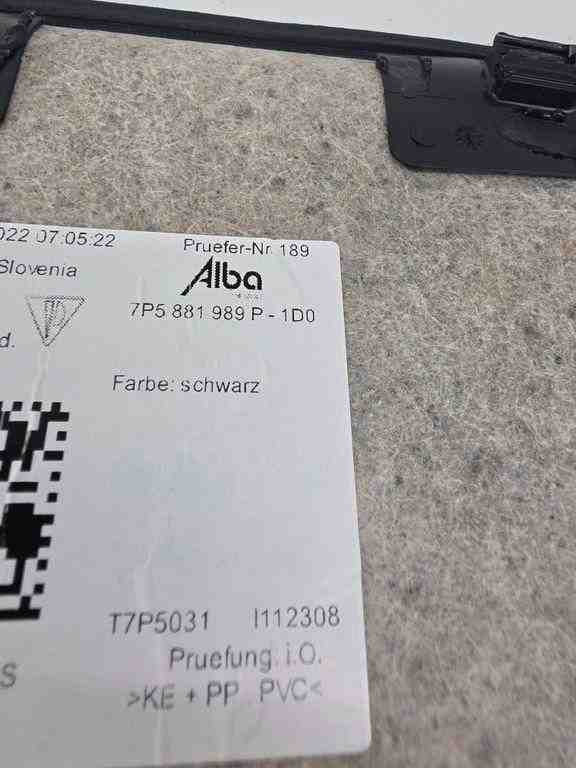 022 07:05:22 Pruefer-Nr. 189
Slovenia
Alba
7P5 881 989 P - 1D0
d.
Farbe: schwarz
T7P5031 I112308
Pruefung. i.O.
S
>KE + PP PVC<